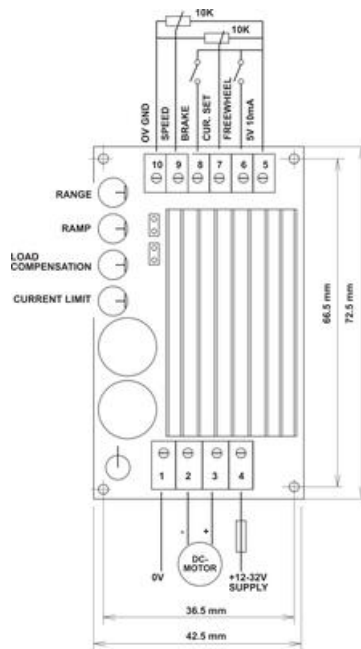 10K
10K
0V GND
SPEED
BRAKE
CUR. SET
FREEWHEEL
5V 10mA
10 9 8 7 6 5
RANGE
RAMP
LOAD
COMPENSATION
CURRENT LIMIT
66.5 mm
72.5 mm
1 2 3 4
- +
0V
DC-
MOTOR
+12-32V
SUPPLY
36.5 mm
42.5 mm